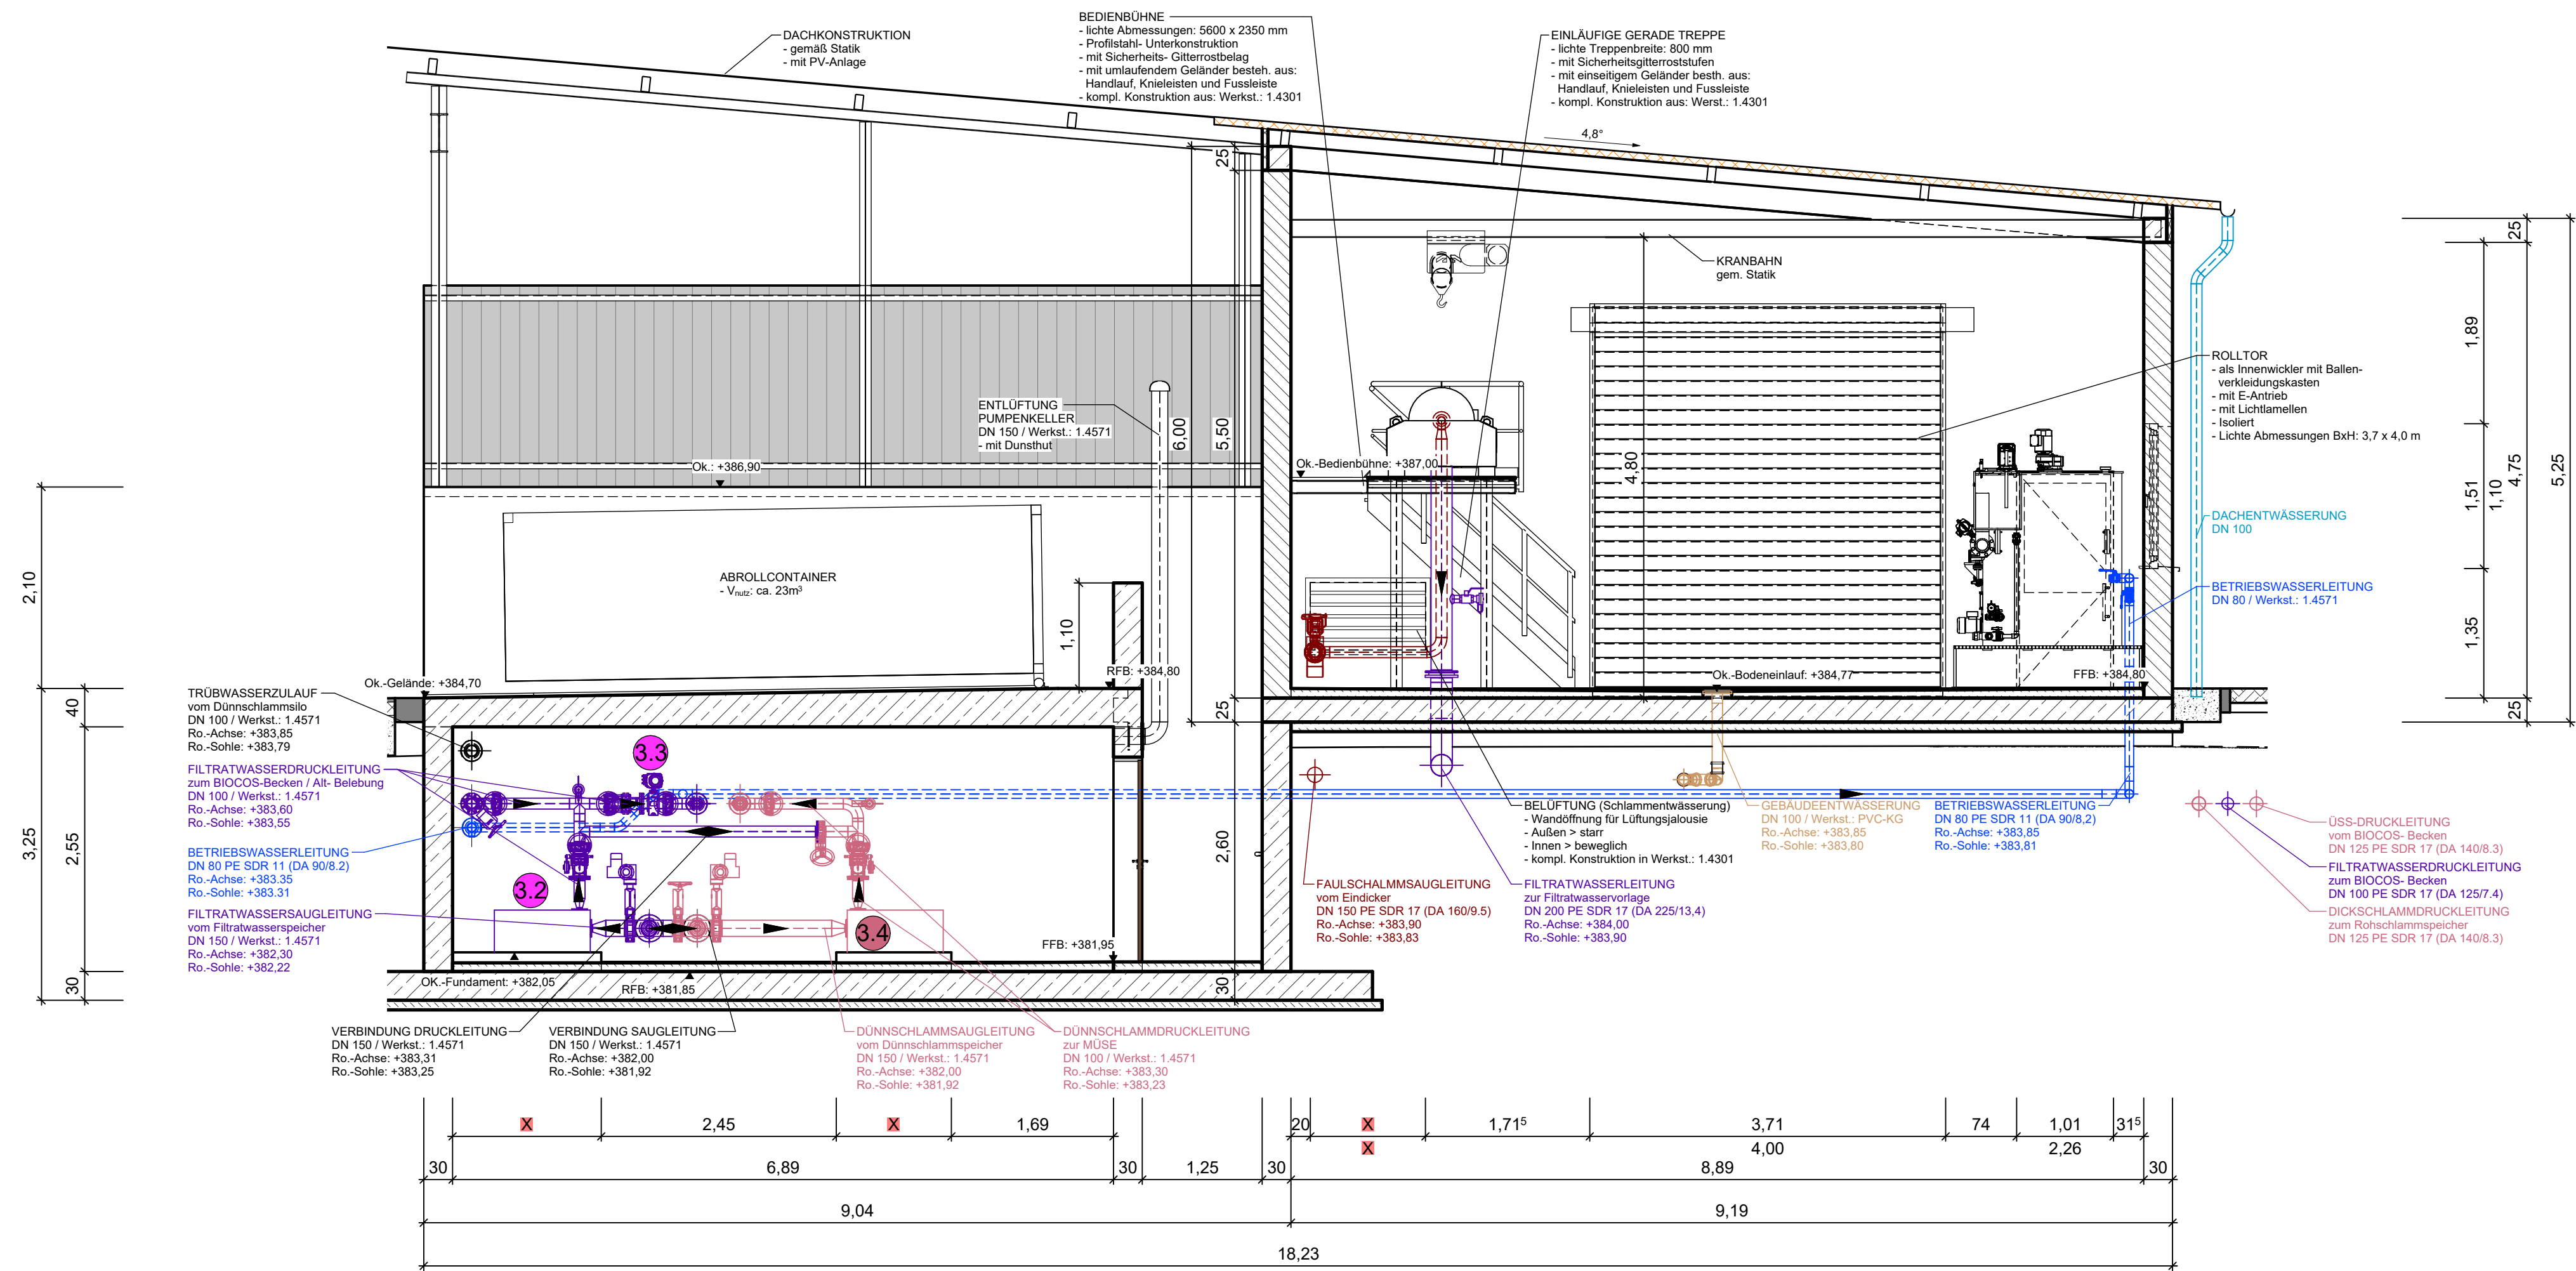 DACHKONSTRUKTION
- gemäß Statik
- mit PV-Anlage
BEDIENBÜHNE
- lichte Abmessungen: 5600 x 2350 mm
- Profilstahl- Unterkonstruktion
- mit Sicherheits- Gitterrostbelag
- mit umlaufendem Geländer besteh. aus:
Handlauf, Knieleisten und Fussleiste
- kompl. Konstruktion aus: Werkst.: 1.4301
EINLÄUFIGE GERADE TREPPE
- lichte Treppenbreite: 800 mm
- mit Sicherheitsgitterroststufen
- mit einseitigem Geländer besth. aus:
Handlauf, Knieleisten und Fussleiste
- kompl. Konstruktion aus: Werst.: 1.4301
4,8°
25
25
KRANBAHN
gem. Statik
ROLLTOR
- als Innenwickler mit Ballen-
verkleidungskasten
- mit E-Antrieb
- mit Lichtlamellen
- Isoliert
- Lichte Abmessungen BxH: 3,7 x 4,0 m
1,89
1,51
1,10
4,75
5,25
1,35
25
ENTLÜFTUNG
PUMPENKELLER
DN 150 / Werkst.: 1.4571
- mit Dunsthut
6,00
5,50
4,80
Ok.: +386,90
Ok.-Bedienbühne: +387,00
DACHENTWÄSSERUNG
DN 100
BETRIEBSWASSERLEITUNG
DN 80 / Werkst.: 1.4571
ABROLLCONTAINER
- Vnutz: ca. 23m³
1,10
2,10
40
3,25
2,55
30
RFB: +384,80
Ok.-Gelände: +384,70
Ok.-Bodeneinlauf: +384,77
FFB: +384,80
25
2,60
30
TRÜBWASSERZULAUF
vom Dünnschlammsilo
DN 100 / Werkst.: 1.4571
Ro.-Achse: +383,85
Ro.-Sohle: +383,79
FILTRATWASSERDRUCKLEITUNG
zum BIOCOS-Becken / Alt- Belebung
DN 100 / Werkst.: 1.4571
Ro.-Achse: +383,60
Ro.-Sohle: +383,55
BETRIEBSWASSERLEITUNG
DN 80 PE SDR 11 (DA 90/8.2)
Ro.-Achse: +383.35
Ro.-Sohle: +383.31
FILTRATWASSERSAUGLEITUNG
vom Filtratwasserspeicher
DN 150 / Werkst.: 1.4571
Ro.-Achse: +382,30
Ro.-Sohle: +382,22
3.3
3.2
3.4
FFB: +381,95
OK.-Fundament: +382,05
RFB: +381,85
BELÜFTUNG (Schlammentwässerung)
- Wandöffnung für Lüftungsjalousie
- Außen > starr
- Innen > beweglich
- kompl. Konstruktion in Werkst.: 1.4301
GEBÄUDEENTWÄSSERUNG
DN 100 / Werkst.: PVC-KG
Ro.-Achse: +383,85
Ro.-Sohle: +383,80
BETRIEBSWASSERLEITUNG
DN 80 PE SDR 11 (DA 90/8,2)
Ro.-Achse: +383,85
Ro.-Sohle: +383,81
FAULSCHALMMSAUGLEITUNG
vom Eindicker
DN 150 PE SDR 17 (DA 160/9.5)
Ro.-Achse: +383,90
Ro.-Sohle: +383,83
FILTRATWASSERLEITUNG
zur Filtratwasservorlage
DN 200 PE SDR 17 (DA 225/13,4)
Ro.-Achse: +384,00
Ro.-Sohle: +383,90
ÜSS-DRUCKLEITUNG
vom BIOCOS- Becken
DN 125 PE SDR 17 (DA 140/8.3)
FILTRATWASSERDRUCKLEITUNG
zum BIOCOS- Becken
DN 100 PE SDR 17 (DA 125/7.4)
DICKSCHLAMMDRUCKLEITUNG
zum Rohschlammspeicher
DN 125 PE SDR 17 (DA 140/8.3)
VERBINDUNG DRUCKLEITUNG
DN 150 / Werkst.: 1.4571
Ro.-Achse: +383,31
Ro.-Sohle: +383,25
VERBINDUNG SAUGLEITUNG
DN 150 / Werkst.: 1.4571
Ro.-Achse: +382,00
Ro.-Sohle: +381,92
DÜNNSCHLAMMSAUGLEITUNG
vom Dünnschlammspeicher
DN 150 / Werkst.: 1.4571
Ro.-Achse: +382,00
Ro.-Sohle: +381,92
DÜNNSCHLAMMDRUCKLEITUNG
zur MÜSE
DN 100 / Werkst.: 1.4571
Ro.-Achse: +383,30
Ro.-Sohle: +383,23
X 2,45 X 1,69 20 X 1,71⁵ 3,71 74 1,01 31⁵
X 4,00 2,26
30 6,89 30 1,25 30 8,89 30
9,04 9,19
18,23